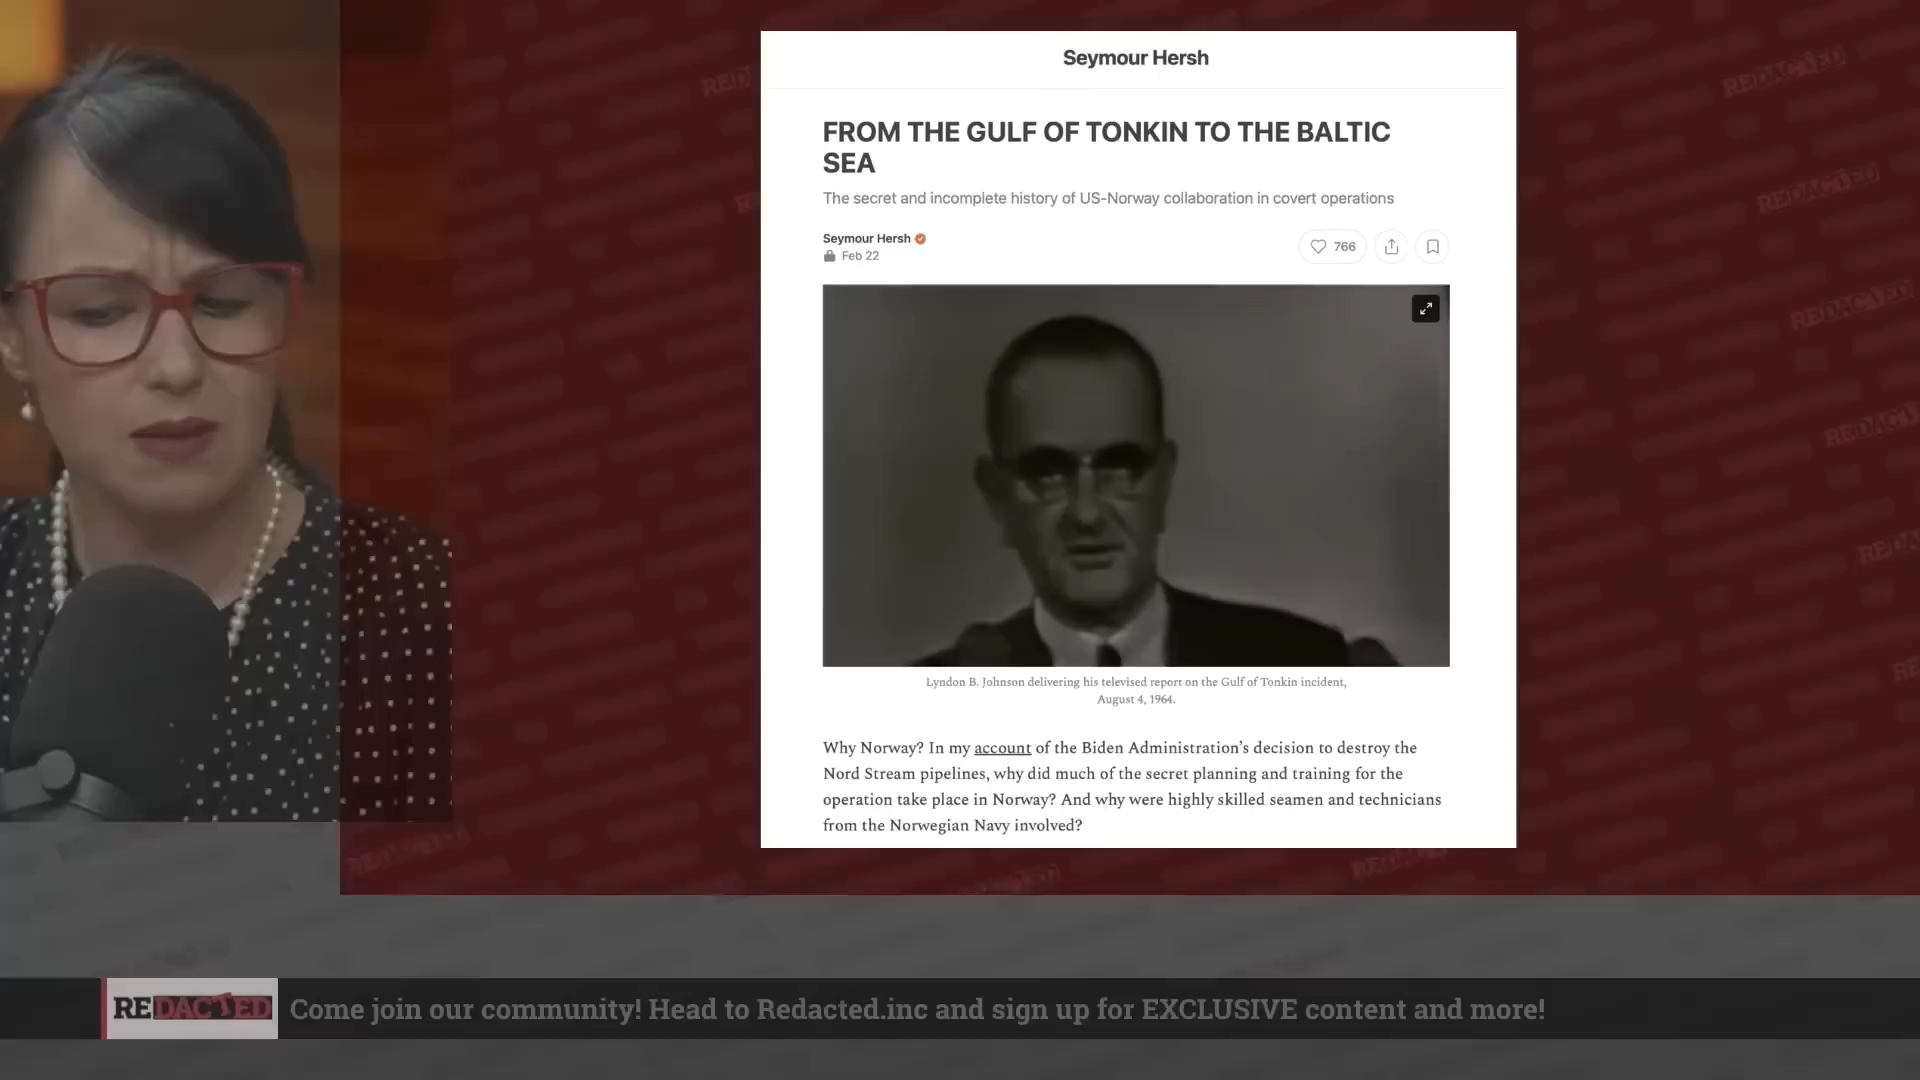 Seymour Hersh
FROM THE GULF OF TONKIN TO THE BALTIC
SEA
The secret and incomplete history of US-Norway collaboration in covert operations
Seymour Hersh
Feb 22
766
Lyndon B. Johnson delivering his televised report on the Gulf of Tonkin incident,
August 4, 1964.
Why Norway? In my account of the Biden Administration’s decision to destroy the
Nord Stream pipelines, why did much of the secret planning and training for the
operation take place in Norway? And why were highly skilled seamen and technicians
from the Norwegian Navy involved?
REDACTED
REDACTED
REDACTED
REDACTED
REDACTED Come join our community! Head to Redacted.inc and sign up for EXCLUSIVE content and more!